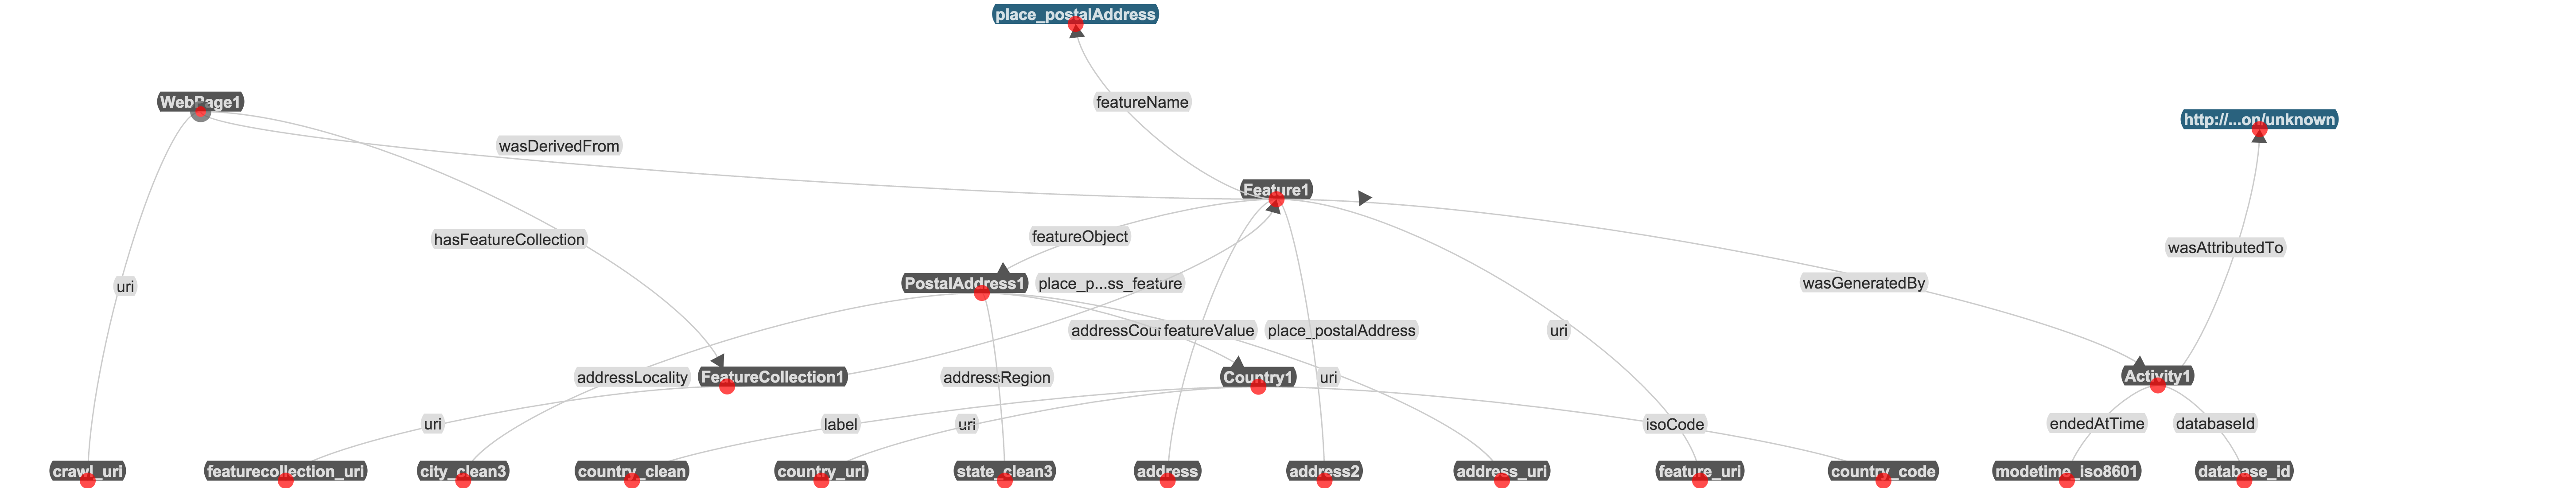 place_postalAddress
WebPage1
featureName
http://...on/unknown
wasDerivedFrom
Feature1
hasFeatureCollection
featureObject
wasAttributedTo
uri
PostalAddress1
place_p...ss_feature
wasGeneratedBy
addressCou
featureValue
place_postalAddress
uri
addressLocality
FeatureCollection1
addressRegion
Country1
uri
Activity1
uri
label
uri
isoCode
endedAtTime
databaseId
crawl_uri
featurecollection_uri
city_clean3
country_clean
country_uri
state_clean3
address
address2
address_uri
feature_uri
country_code
modetime_iso8601
database_id